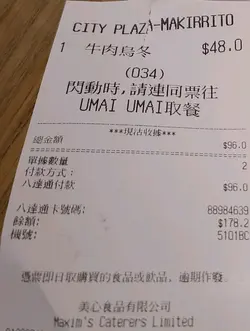 CITY PLAZA-MAKIRRITO
1 牛肉烏冬 $48.0
(034)
閃動時,請連同票往
UMAI UMAI取餐
***現沽收據***
總金額 $96.0
單據數量 2
付款方式:
八達通付款 $96.0
八達通卡號碼: 88984639
餘額: $178.2
機號: 5101BC
憑票即日取購買的食品或飲品, 逾期作廢.
美心食品有限公司
Maxim's Caterers Limited